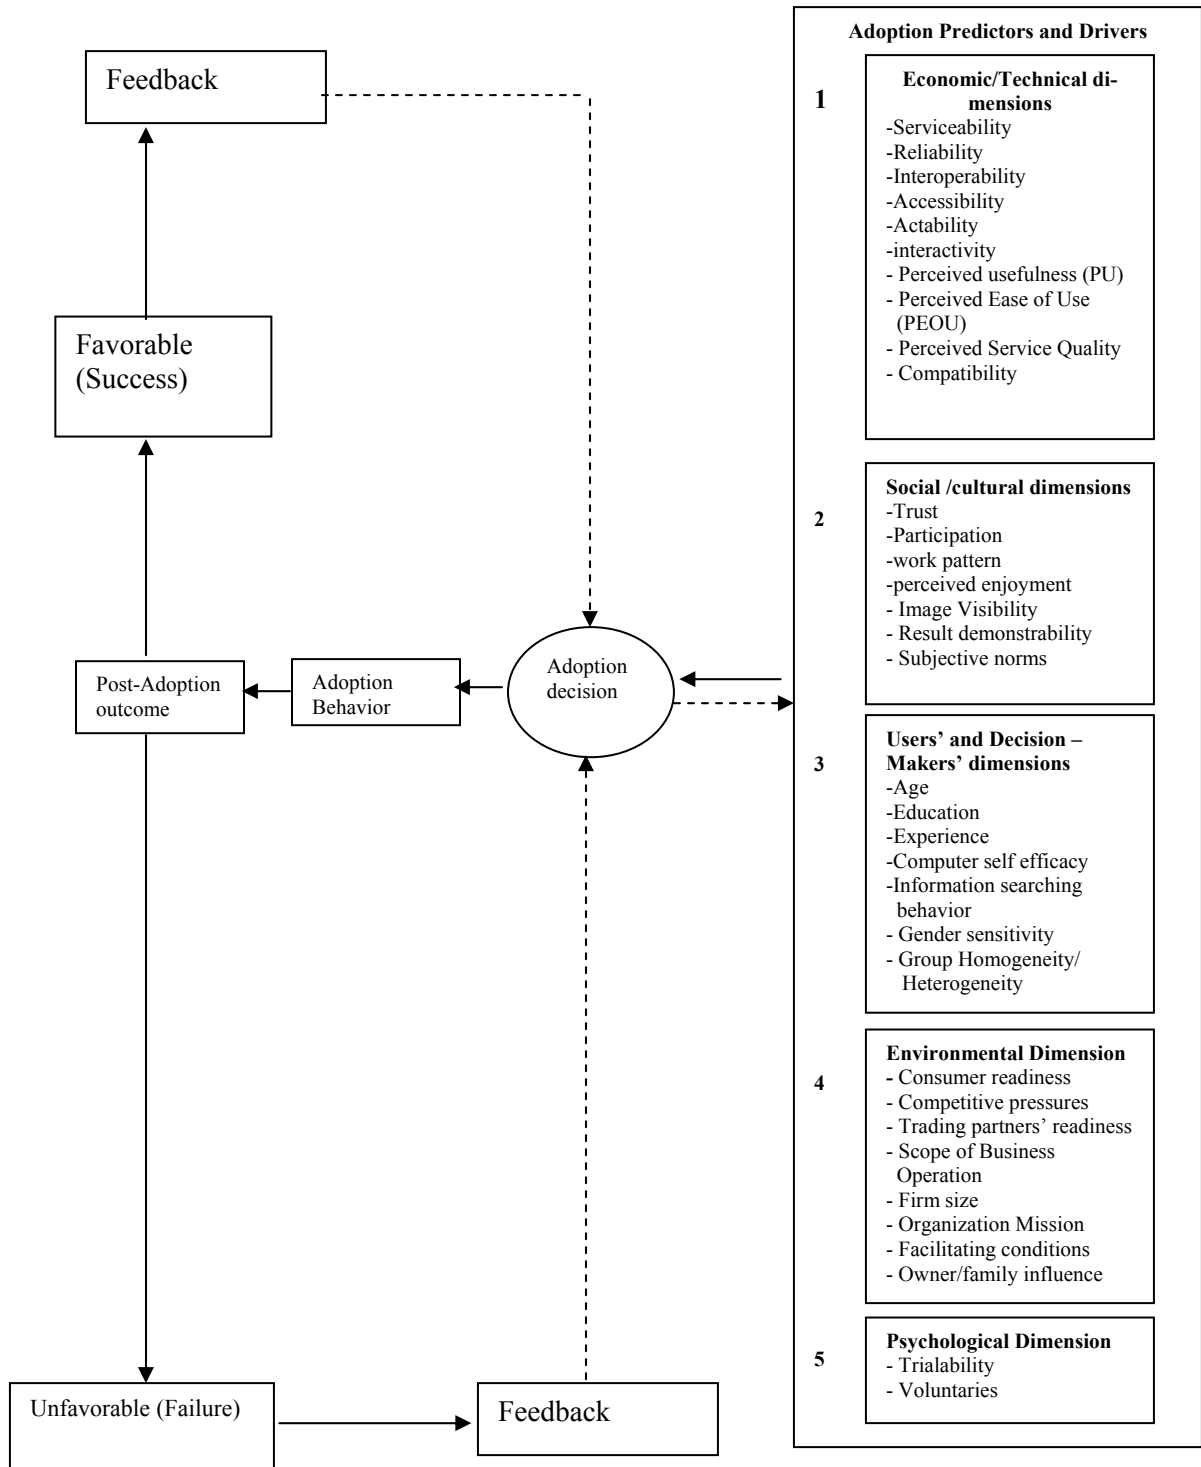 Feedback
Favorable
(Success)
Post-Adoption
outcome
Adoption
Behavior
Adoption
decision
Unfavorable (Failure)
Feedback
Adoption Predictors and Drivers
1
Economic/Technical di-
mensions
-Serviceability
-Reliability
-Interoperability
-Accessibility
-Actability
-interactivity
- Perceived usefulness (PU)
- Perceived Ease of Use
(PEOU)
- Perceived Service Quality
- Compatibility
2
Social /cultural dimensions
-Trust
-Participation
-work pattern
-perceived enjoyment
- Image Visibility
- Result demonstrability
- Subjective norms
3
Users’ and Decision –
Makers’ dimensions
-Age
-Education
-Experience
-Computer self efficacy
-Information searching
behavior
- Gender sensitivity
- Group Homogeneity/
Heterogeneity
4
Environmental Dimension
- Consumer readiness
- Competitive pressures
- Trading partners’ readiness
- Scope of Business
Operation
- Firm size
- Organization Mission
- Facilitating conditions
- Owner/family influence
5
Psychological Dimension
- Trialability
- Voluntaries